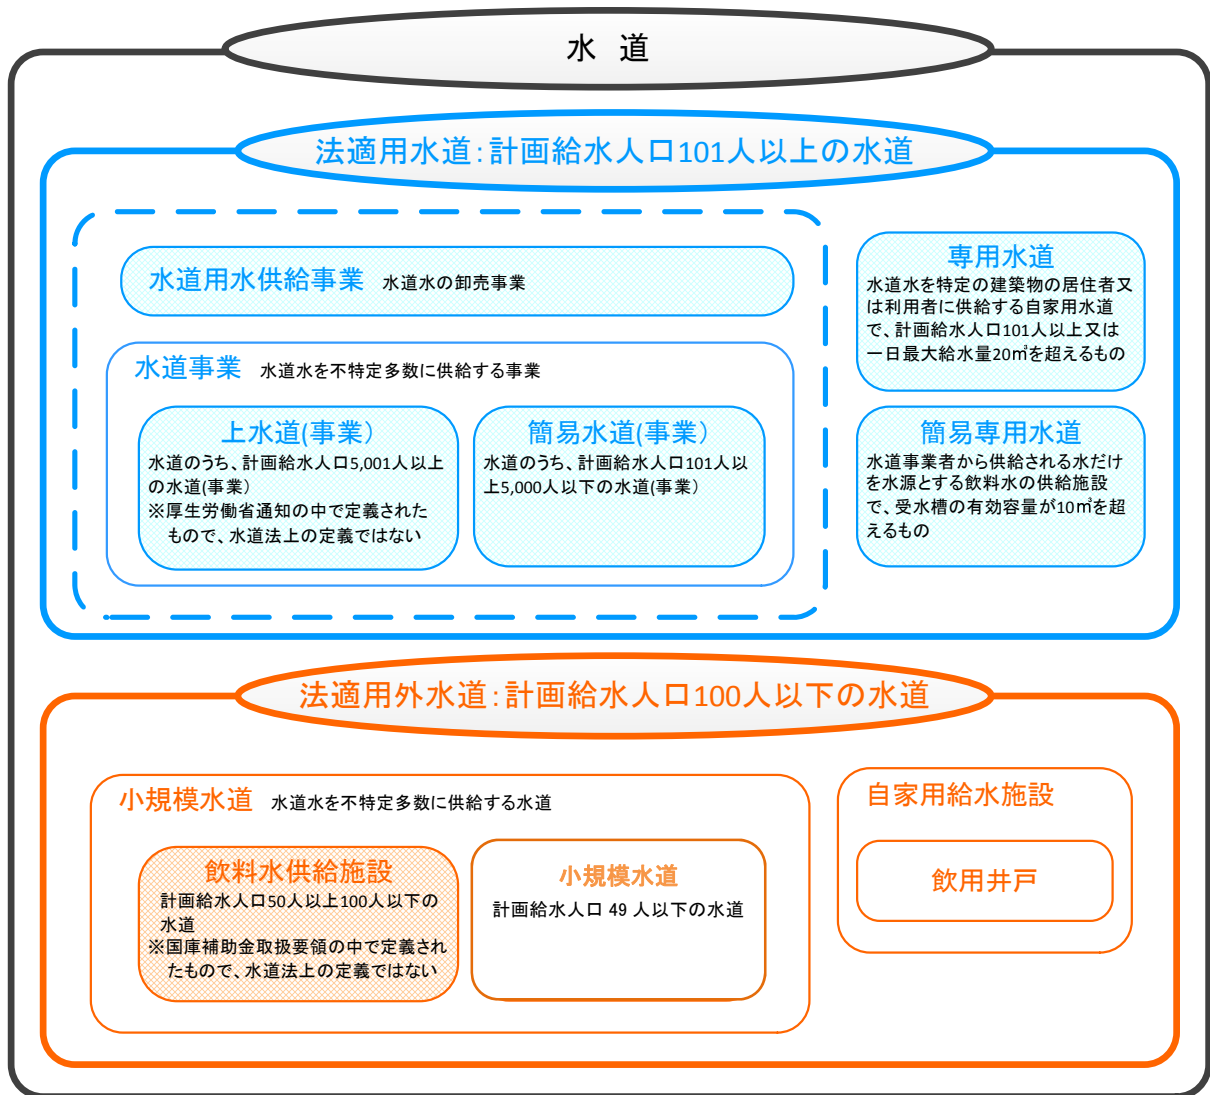 水 道
法適用水道：計画給水人口101人以上の水道
水道用水供給事業 水道水の卸売事業
水道事業 水道水を不特定多数に供給する事業
上水道(事業）
水道のうち、計画給水人口5,001人以上
の水道(事業）
※厚生労働省通知の中で定義された
もので、水道法上の定義ではない
簡易水道(事業）
水道のうち、計画給水人口101人以
上5,000人以下の水道(事業）
専用水道
水道水を特定の建築物の居住者又
は利用者に供給する自家用水道
で、計画給水人口101人以上又は
一日最大給水量20㎥を超えるもの
簡易専用水道
水道事業者から供給される水だけ
を水源とする飲料水の供給施設
で、受水槽の有効容量が10㎥を超
えるもの
法適用外水道：計画給水人口100人以下の水道
小規模水道 水道水を不特定多数に供給する水道
飲料水供給施設
計画給水人口50人以上100人以下の
水道
※国庫補助金取扱要領の中で定義され
たもので、水道法上の定義ではない
小規模水道
計画給水人口 49 人以下の水道
自家用給水施設
飲用井戸